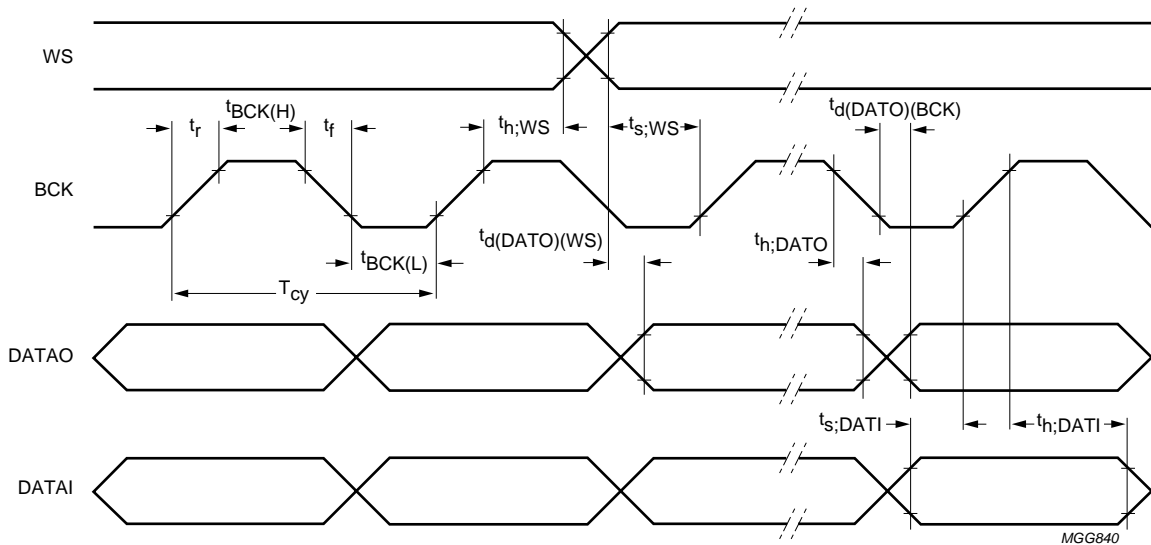 WS
tBCK(H)
tr
tf
th;WS
ts;WS
td(DATO)(BCK)
BCK
td(DATO)(WS)
th;DATO
tBCK(L)
Tcy
DATAO
ts;DATI
th;DATI
DATAI
MGG840